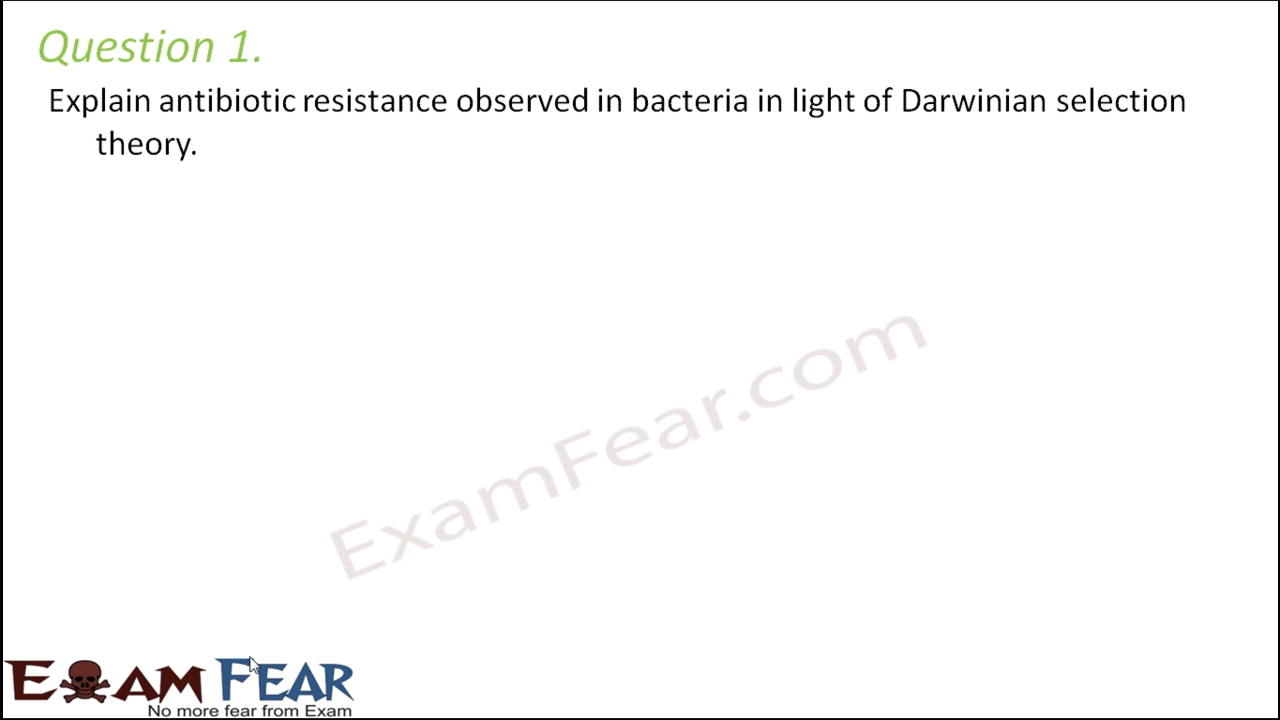 Question 1.
Explain antibiotic resistance observed in bacteria in light of Darwinian selection
theory.
ExamFear.com
EXAM FEAR
No more fear from Exam